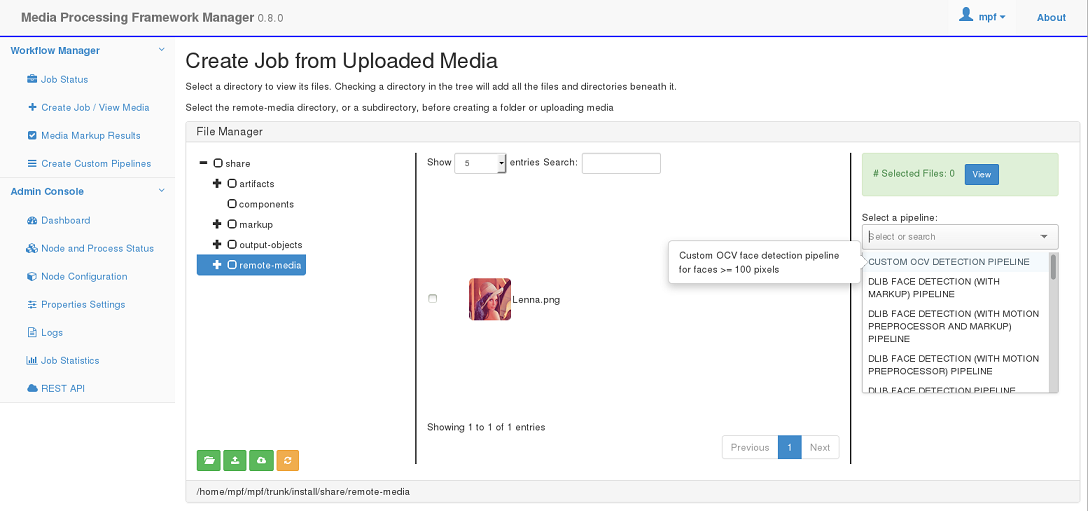 Media Processing Framework Manager 0.8.0
mpf
About
Workflow Manager
Job Status
Create Job / View Media
Media Markup Results
Create Custom Pipelines
Admin Console
Dashboard
Node and Process Status
Node Configuration
Properties Settings
Logs
Job Statistics
REST API
Create Job from Uploaded Media
Select a directory to view its files. Checking a directory in the tree will add all the files and directories beneath it.
Select the remote-media directory, or a subdirectory, before creating a folder or uploading media
File Manager
share
artifacts
components
markup
output-objects
remote-media
Show 5 entries Search:
Lenna.png
Showing 1 to 1 of 1 entries
Previous 1 Next
# Selected Files: 0 View
Select a pipeline:
Select or search
Custom OCV face detection pipeline
for faces >= 100 pixels
CUSTOM OCV DETECTION PIPELINE
DLIB FACE DETECTION (WITH
MARKUP) PIPELINE
DLIB FACE DETECTION (WITH MOTION
PREPROCESSOR AND MARKUP)
PIPELINE
DLIB FACE DETECTION (WITH MOTION
PREPROCESSOR) PIPELINE
DLIB FACE DETECTION PIPELINE
/home/mpf/mpf/trunk/install/share/remote-media